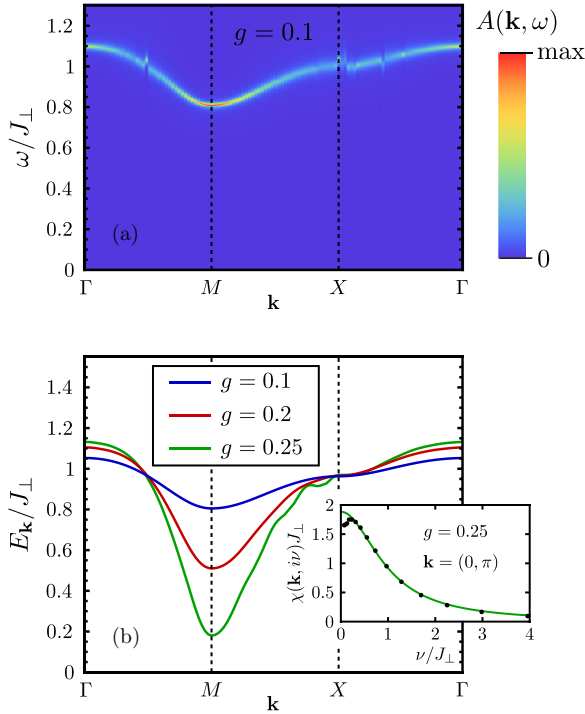 g = 0.1
A(k, ω)
max
0
ω/J⊥
1.2
1
0.8
0.6
0.4
0.2
0
(a)
Γ M X Γ
k
E_k/J⊥
1.4
1.2
1
0.8
0.6
0.4
0.2
0
g = 0.1
g = 0.2
g = 0.25
(b)
Γ M X Γ
k
χ(k, iν)J⊥
2
1.5
1
0.5
0
g = 0.25
k = (0, π)
0 1 2 3 4
ν/J⊥